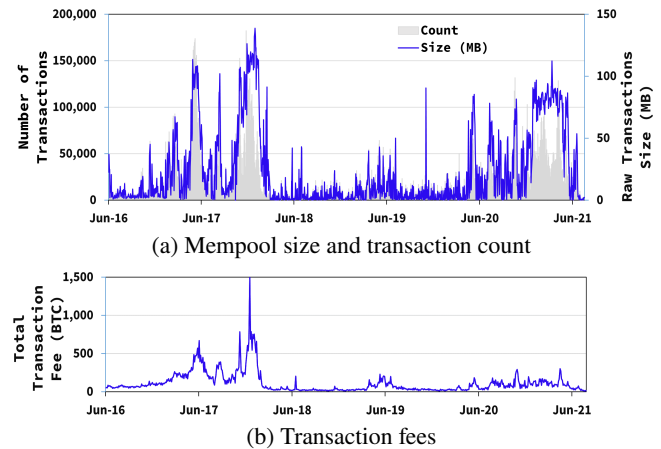 200,000
150,000
100,000
50,000
0
Number of
Transactions
Count
Size (MB)
150
100
50
0
Raw Transactions
Size (MB)
Jun-16 Jun-17 Jun-18 Jun-19 Jun-20 Jun-21
(a) Mempool size and transaction count
1,500
1,000
500
0
Total
Transaction
Fee (BTC)
Jun-16 Jun-17 Jun-18 Jun-19 Jun-20 Jun-21
(b) Transaction fees